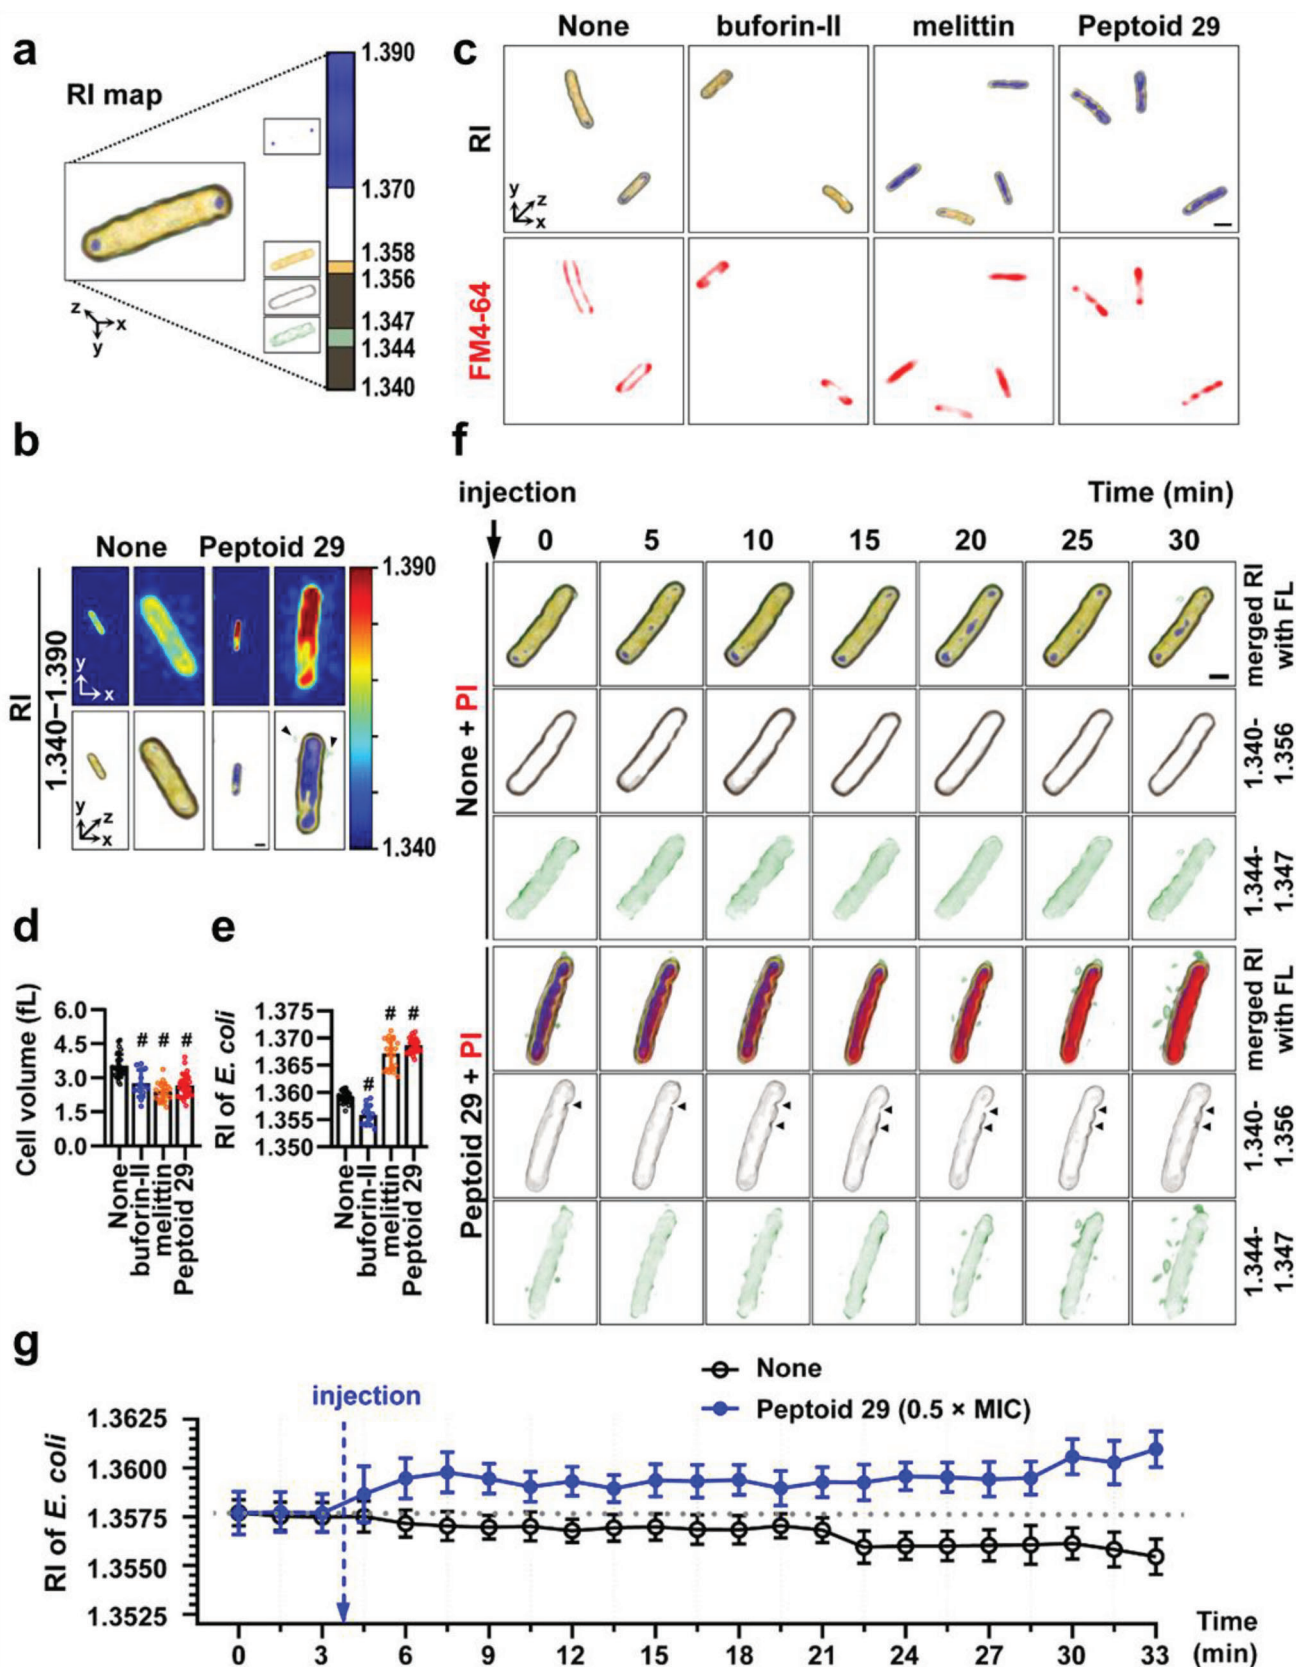 a
RI map
1.390
1.370
1.358
1.356
1.347
1.344
1.340
z x
y
c
None buforin-II melittin Peptoid 29
RI
y z
x
FM4-64
b
None Peptoid 29
RI
1.340–1.390
y
x
y z
x
1.390
1.340
d
Cell volume (fL)
6.0
4.5
3.0
1.5
0.0
# # #
None
buforin-II
melittin
Peptoid 29
e
RI of E. coli
1.375
1.370
1.365
1.360
1.355
1.350
# # #
None
buforin-II
melittin
Peptoid 29
f
injection Time (min)
0 5 10 15 20 25 30
None + PI
merged RI
with FL
1.340-
1.356
1.344-
1.347
Peptoid 29 + PI
merged RI
with FL
1.340-
1.356
1.344-
1.347
g
None
Peptoid 29 (0.5 × MIC)
injection
RI of E. coli
1.3625
1.3600
1.3575
1.3550
1.3525
0 3 6 9 12 15 18 21 24 27 30 33
Time
(min)